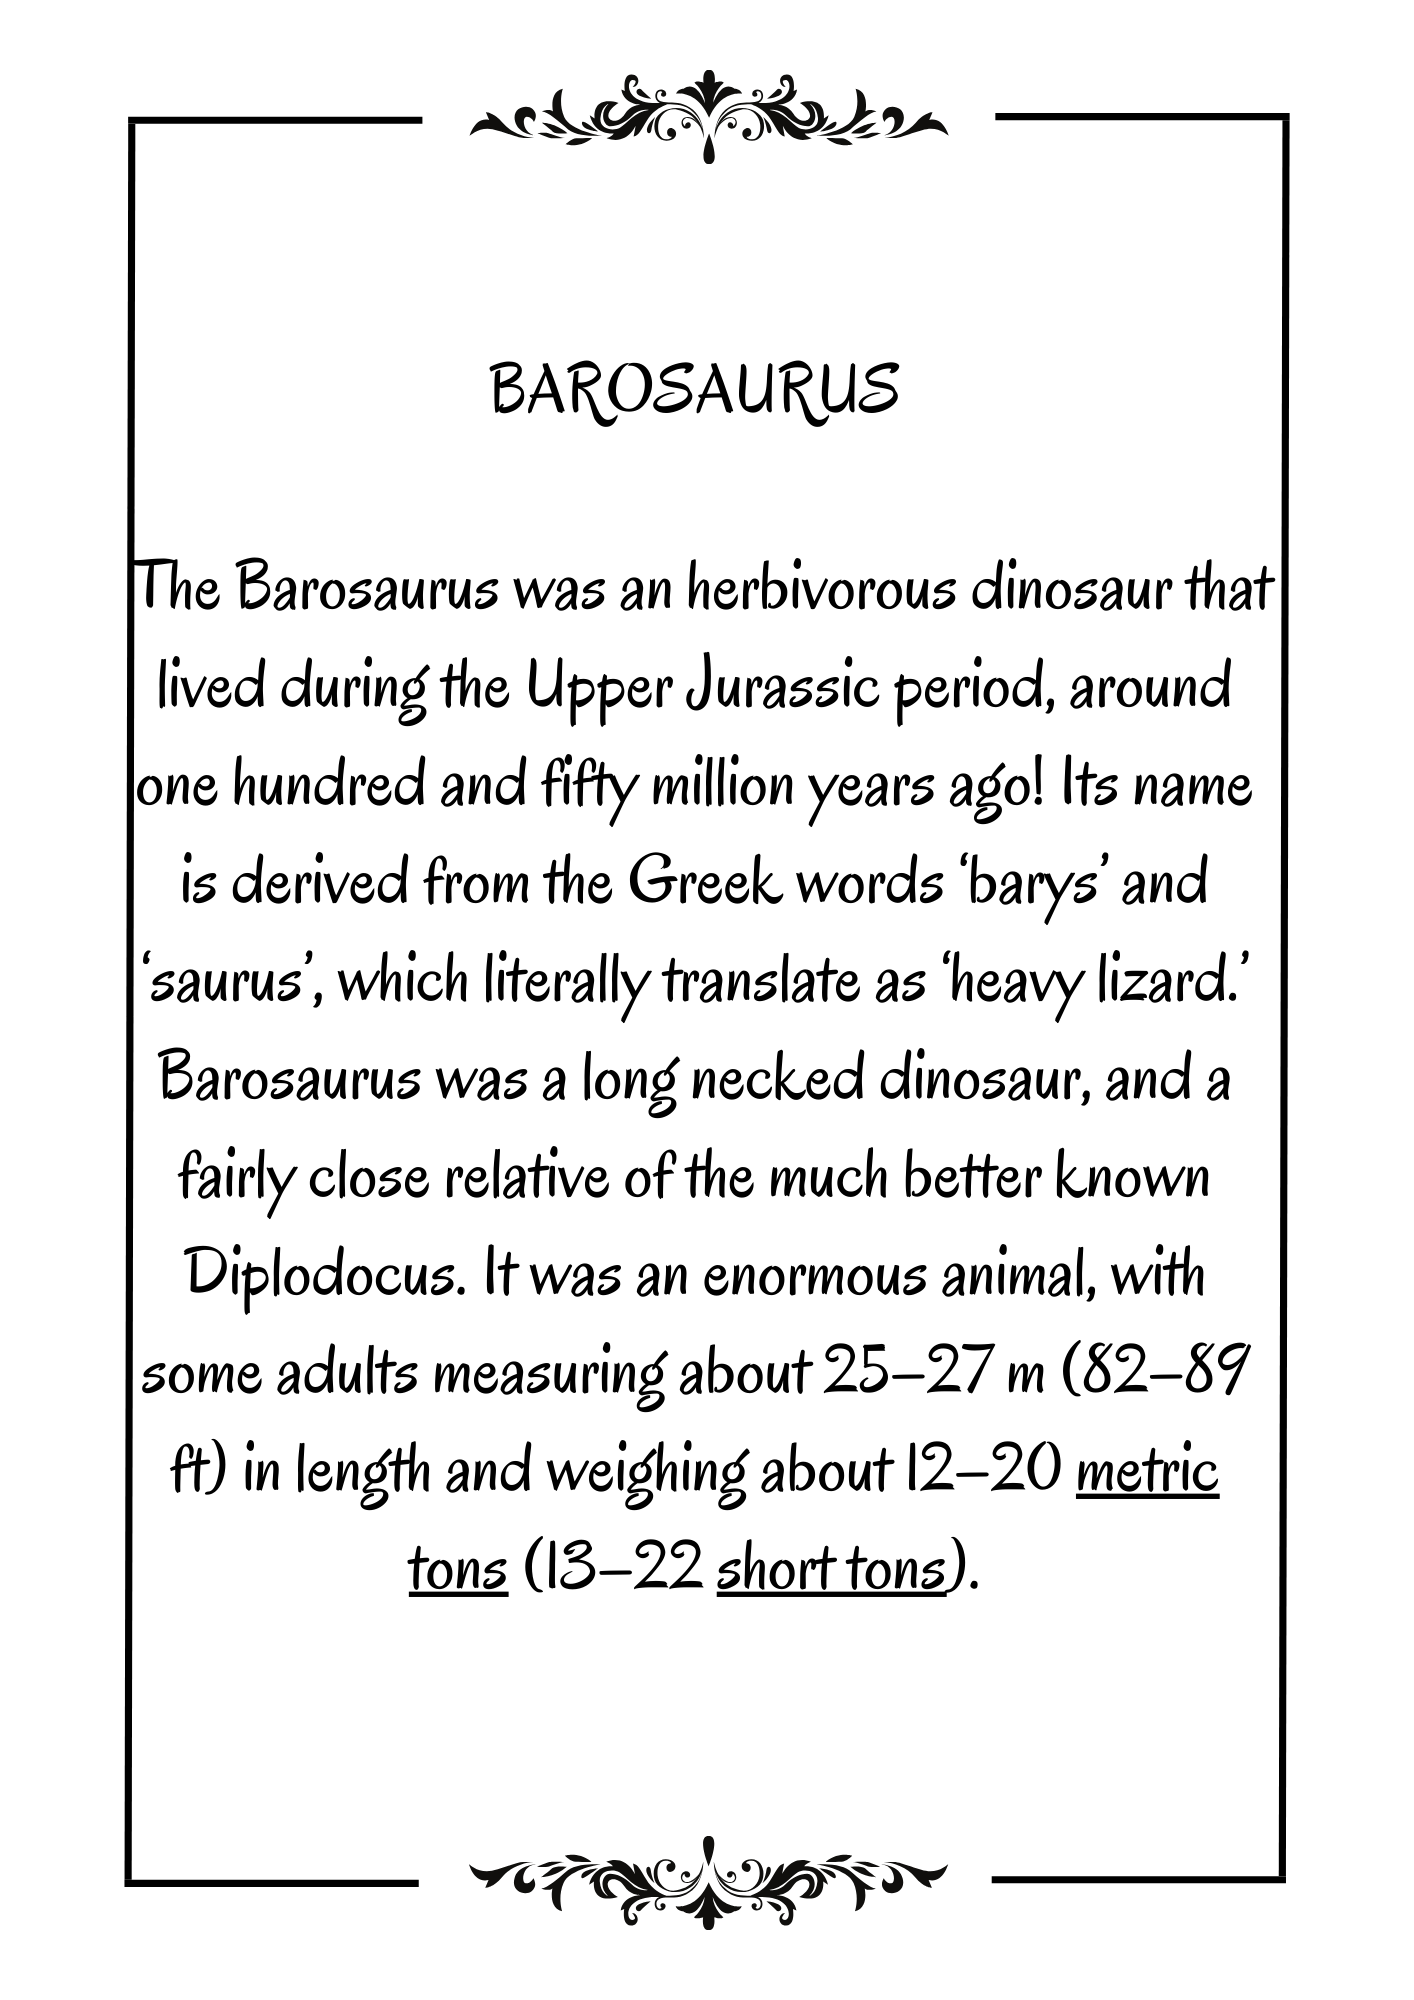 BAROSAURUS
The Barosaurus was an herbivorous dinosaur that
lived during the Upper Jurassic period, around
one hundred and fifty million years ago! Its name
is derived from the Greek words ‘barys’ and
‘saurus’, which literally translate as ‘heavy lizard.’
Barosaurus was a long necked dinosaur, and a
fairly close relative of the much better known
Diplodocus. It was an enormous animal, with
some adults measuring about 25–27 m (82–89
ft) in length and weighing about 12–20 metric
tons (13–22 short tons).